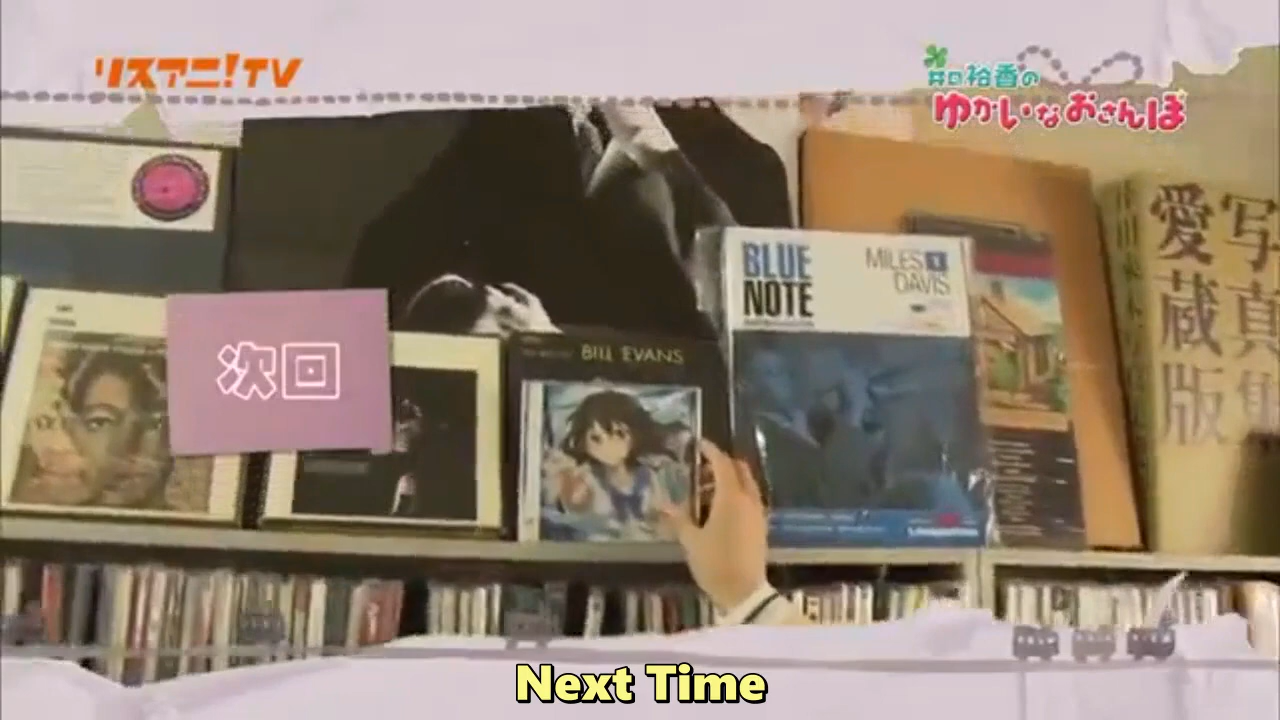 リスアニ!TV
井口裕香の
ゆかいなおさんぽ
BLUE
NOTE
MILES
DAVIS
BILL EVANS
次回
写真集
愛蔵版
Next Time